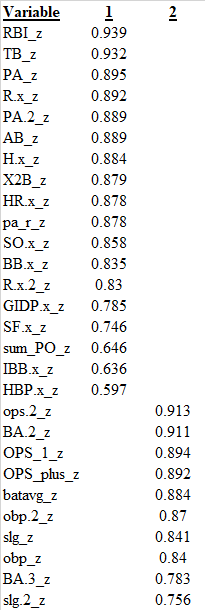 Variable 1 2
RBI_z 0.939
TB_z 0.932
PA_z 0.895
R.x_z 0.892
PA.2_z 0.889
AB_z 0.889
H.x_z 0.884
X2B_z 0.879
HR.x_z 0.878
pa_r_z 0.878
SO.x_z 0.858
BB.x_z 0.835
R.x.2_z 0.83
GIDP.x_z 0.785
SF.x_z 0.746
sum_PO_z 0.646
IBB.x_z 0.636
HBP.x_z 0.597
ops.2_z 0.913
BA.2_z 0.911
OPS_1_z 0.894
OPS_plus_z 0.892
batavg_z 0.884
obp.2_z 0.87
slg_z 0.841
obp_z 0.84
BA.3_z 0.783
slg.2_z 0.756